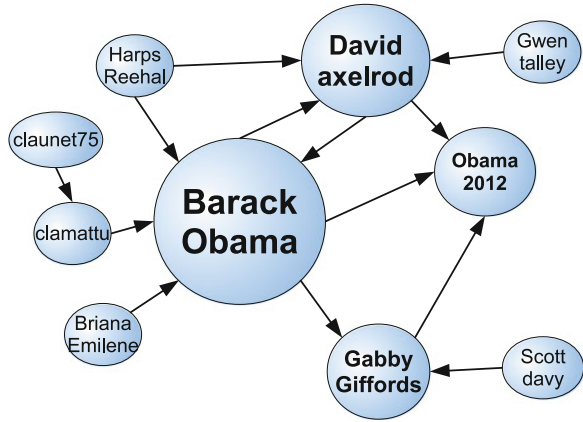 Harps
Reehal
David
axelrod
Gwen
talley
claunet75
Obama
2012
Barack
Obama
clamattu
Briana
Emilene
Gabby
Giffords
Scott
davy